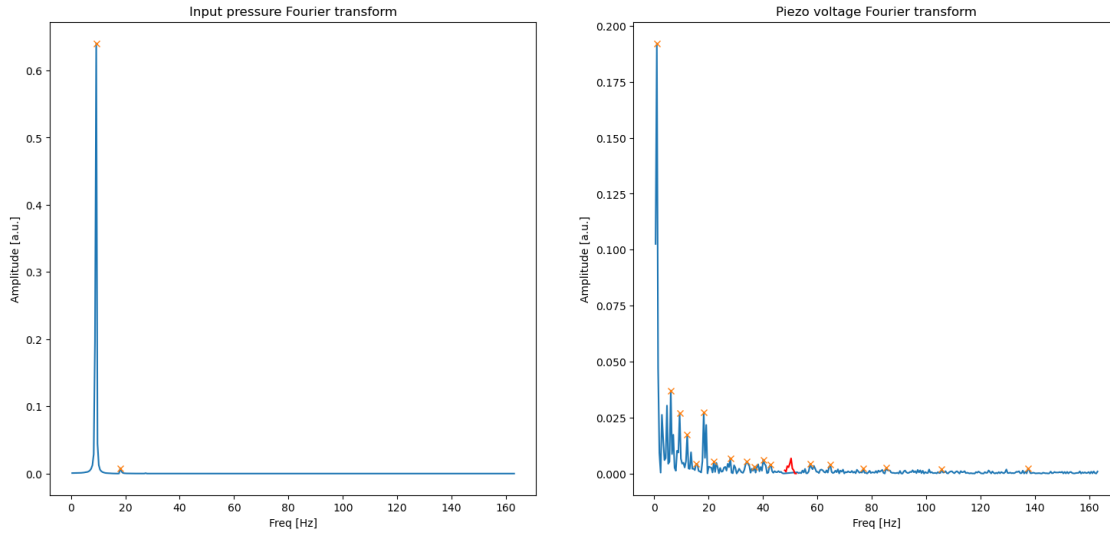 Input pressure Fourier transform
Amplitude [a.u.]
0.6
0.5
0.4
0.3
0.2
0.1
0.0
0 20 40 60 80 100 120 140 160
Freq [Hz]
Piezo voltage Fourier transform
Amplitude [a.u.]
0.200
0.175
0.150
0.125
0.100
0.075
0.050
0.025
0.000
0 20 40 60 80 100 120 140 160
Freq [Hz]